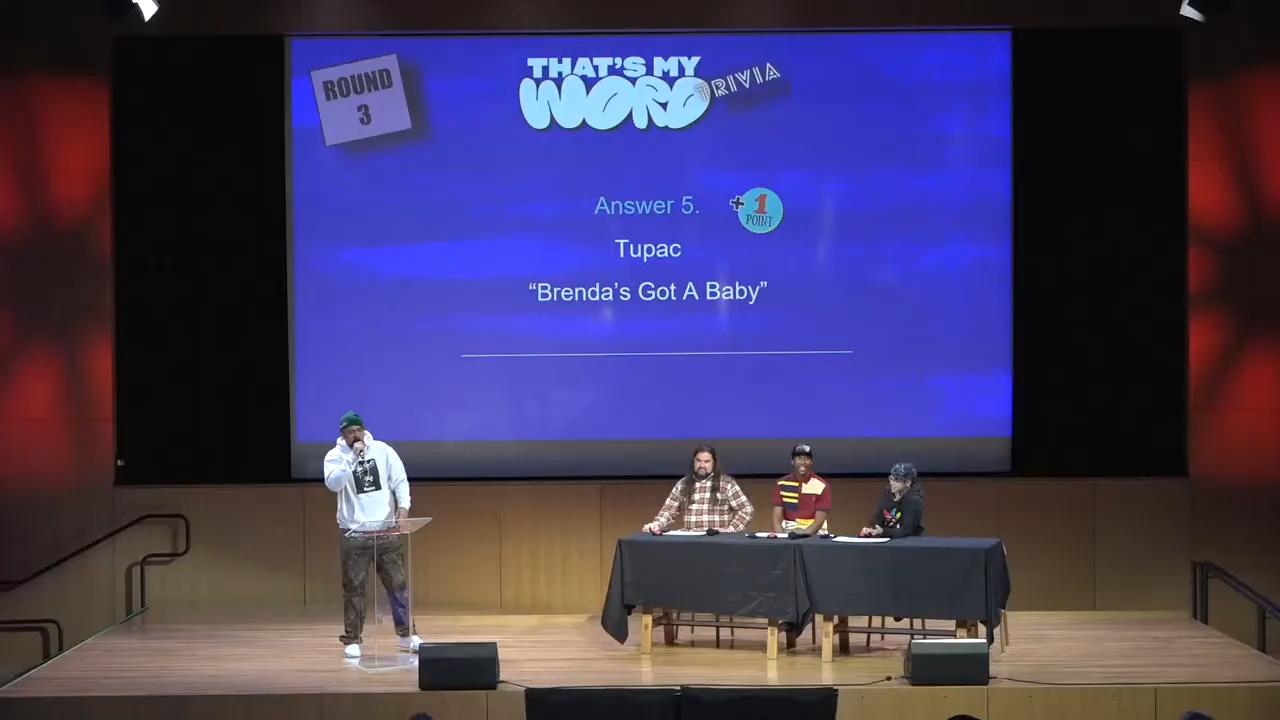 ROUND
3
THAT'S MY
WORD TRIVIA
Answer 5.
+1
POINT
Tupac
“Brenda’s Got A Baby”